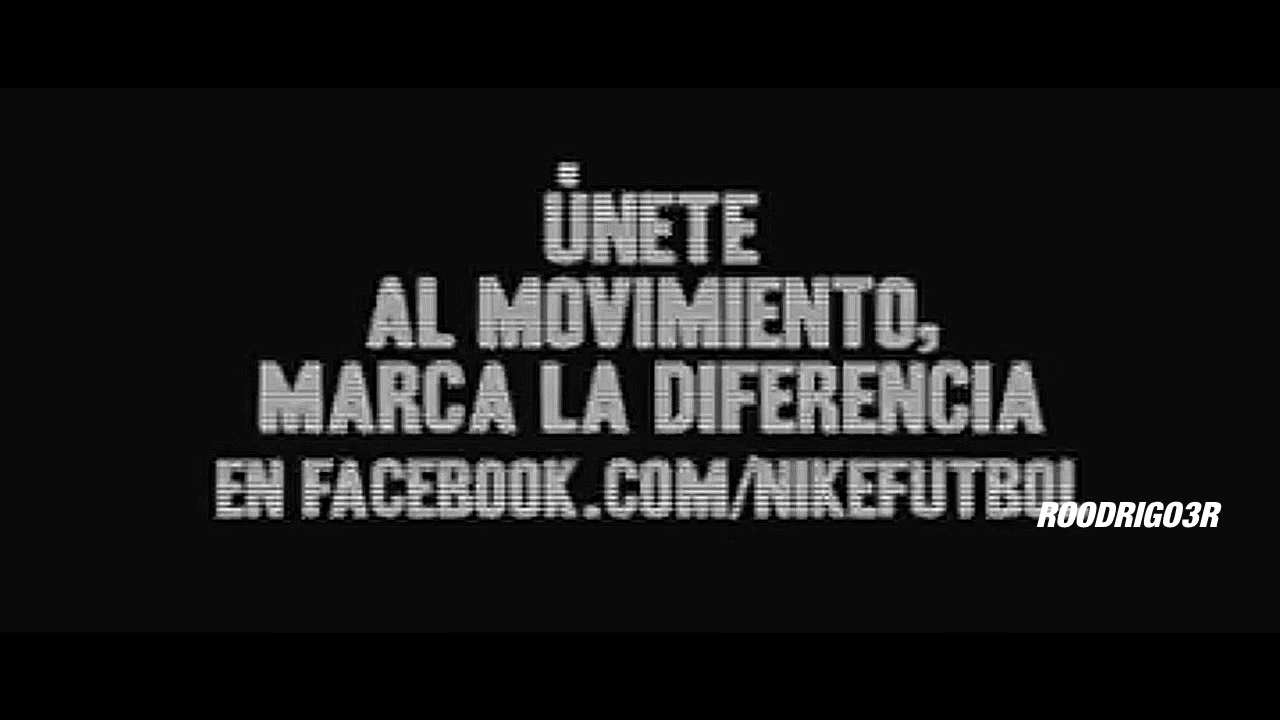 ÚNETE
AL MOVIMIENTO,
MARCA LA DIFERENCIA
EN FACEBOOK.COM/NIKEFUTBOL
ROODRIGO3R